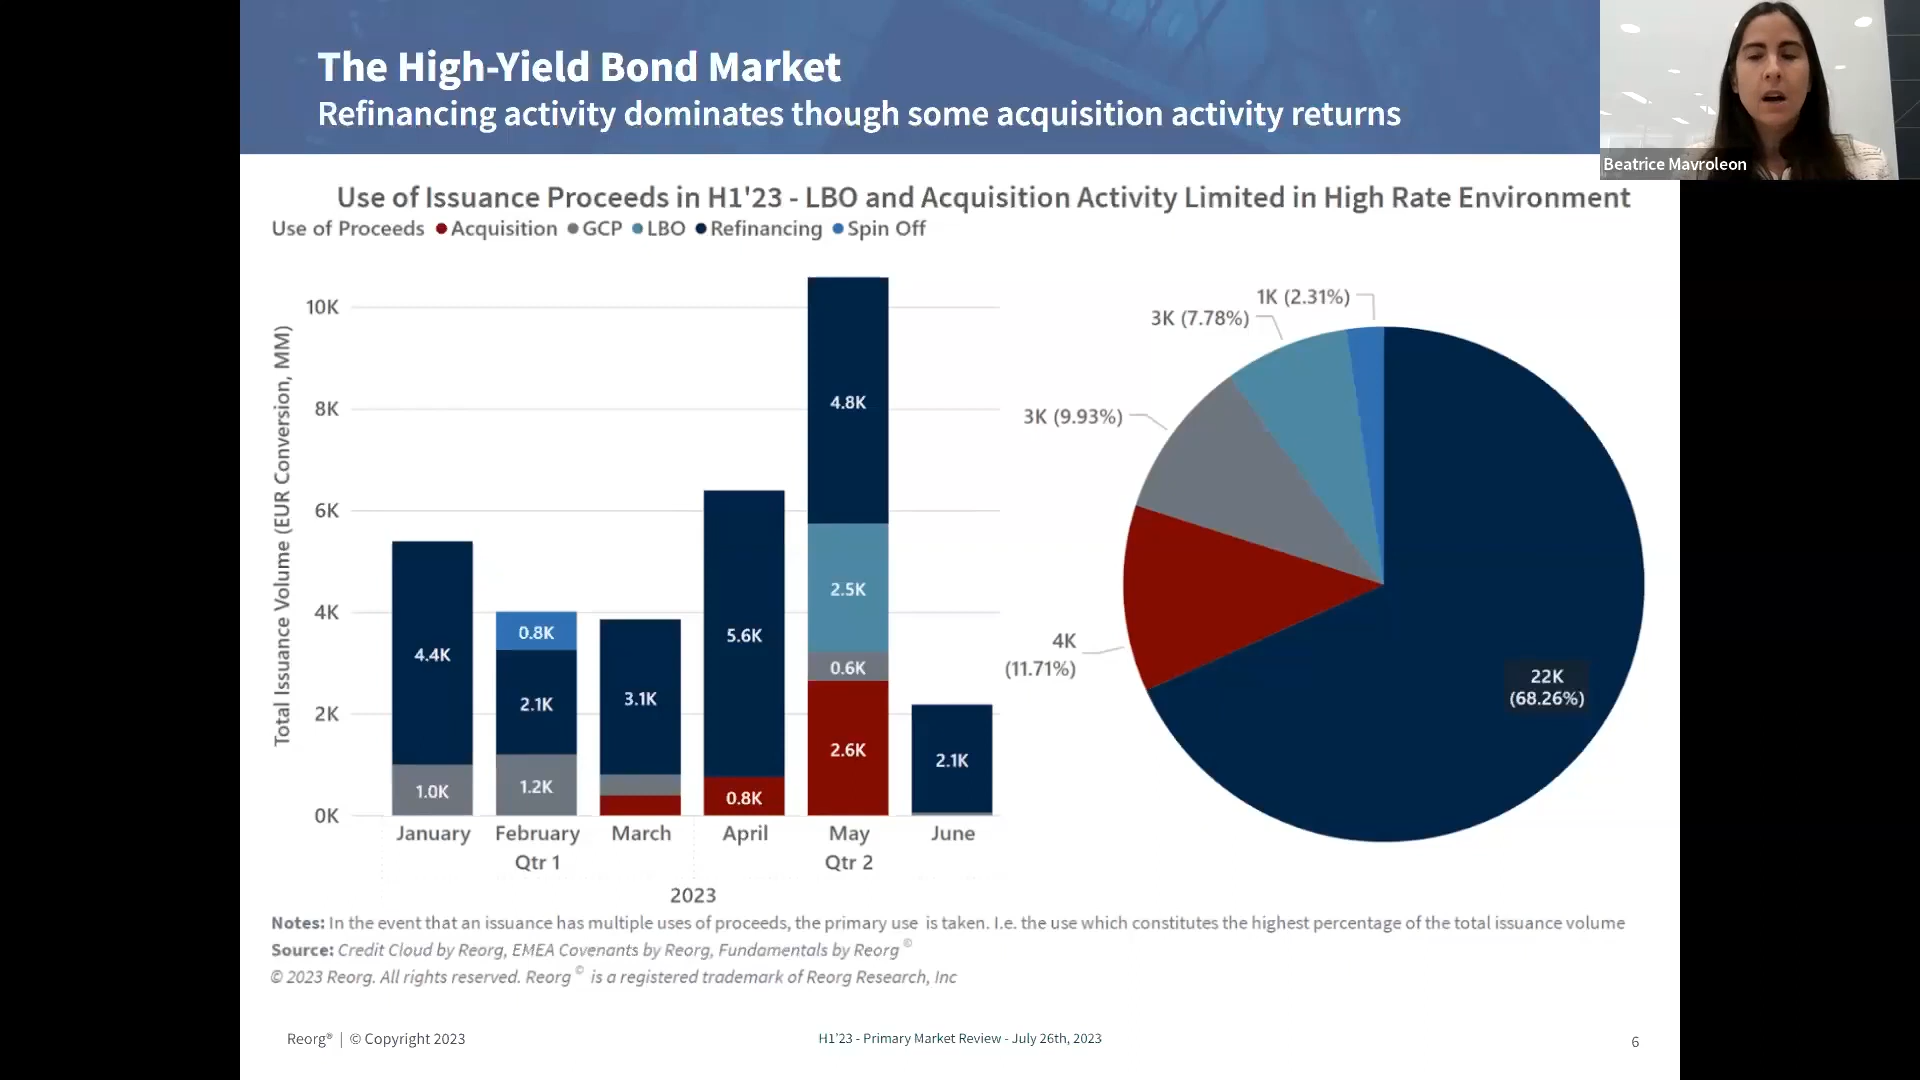 The High-Yield Bond Market
Refinancing activity dominates though some acquisition activity returns
Beatrice Mavroleon
Use of Issuance Proceeds in H1'23 - LBO and Acquisition Activity Limited in High Rate Environment
Use of Proceeds Acquisition GCP LBO Refinancing Spin Off
Total Issuance Volume (EUR Conversion, MM)
10K
8K
6K
4K
2K
0K
4.4K
1.0K
0.8K
2.1K
1.2K
3.1K
5.6K
0.8K
4.8K
2.5K
0.6K
2.6K
2.1K
January February March April May June
Qtr 1 Qtr 2
2023
1K (2.31%)
3K (7.78%)
3K (9.93%)
4K
(11.71%)
22K
(68.26%)
Notes: In the event that an issuance has multiple uses of proceeds, the primary use is taken. I.e. the use which constitutes the highest percentage of the total issuance volume
Source: Credit Cloud by Reorg, EMEA Covenants by Reorg, Fundamentals by Reorg ©
© 2023 Reorg. All rights reserved. Reorg © is a registered trademark of Reorg Research, Inc
Reorg® | © Copyright 2023
H1'23 - Primary Market Review - July 26th, 2023
6